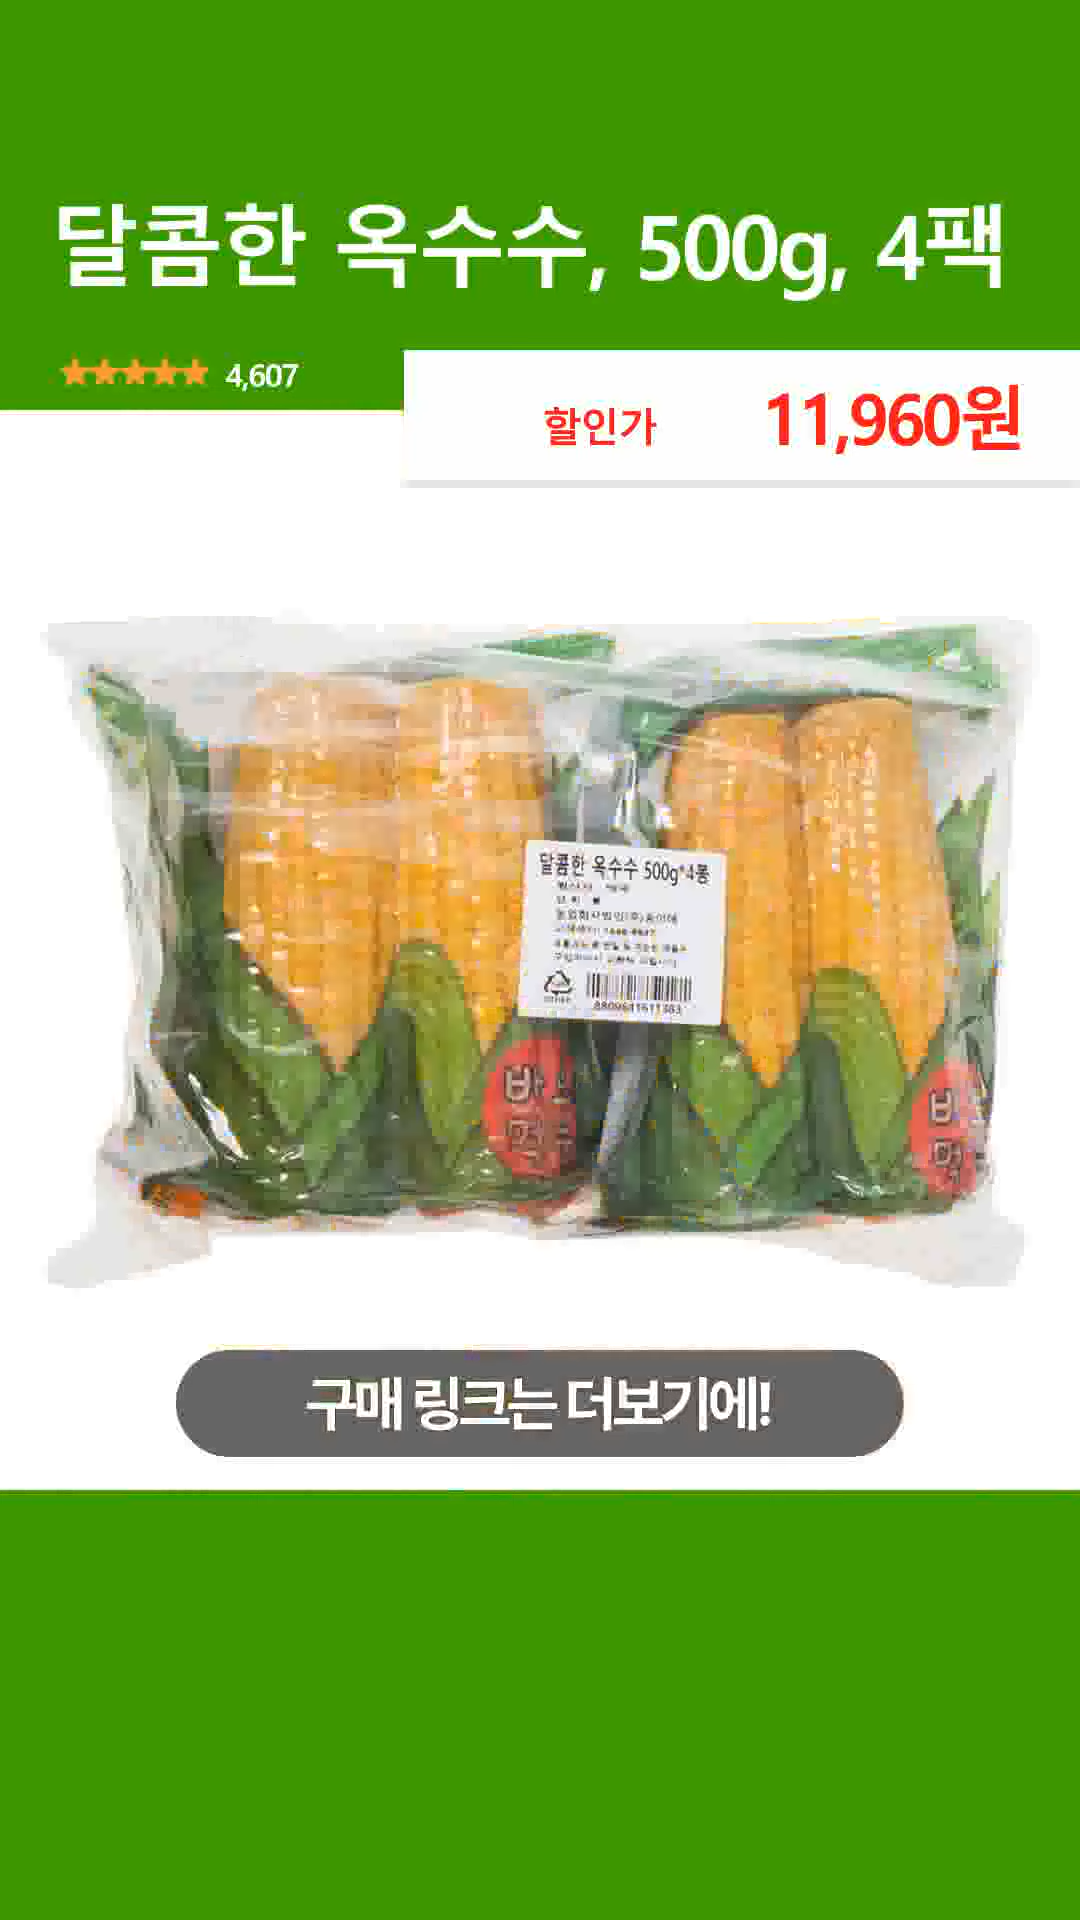 달콤한 옥수수, 500g, 4팩
4,607
할인가 11,960원
달콤한 옥수수 500g*4퐁
구매 링크는 더보기에!